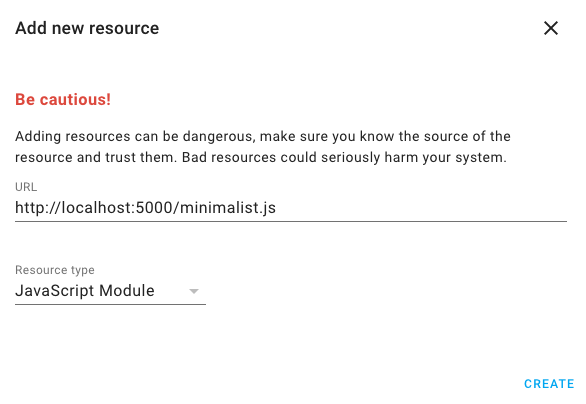 Add new resource
Be cautious!
Adding resources can be dangerous, make sure you know the source of the
resource and trust them. Bad resources could seriously harm your system.
URL
http://localhost:5000/minimalist.js
Resource type
JavaScript Module
CREATE